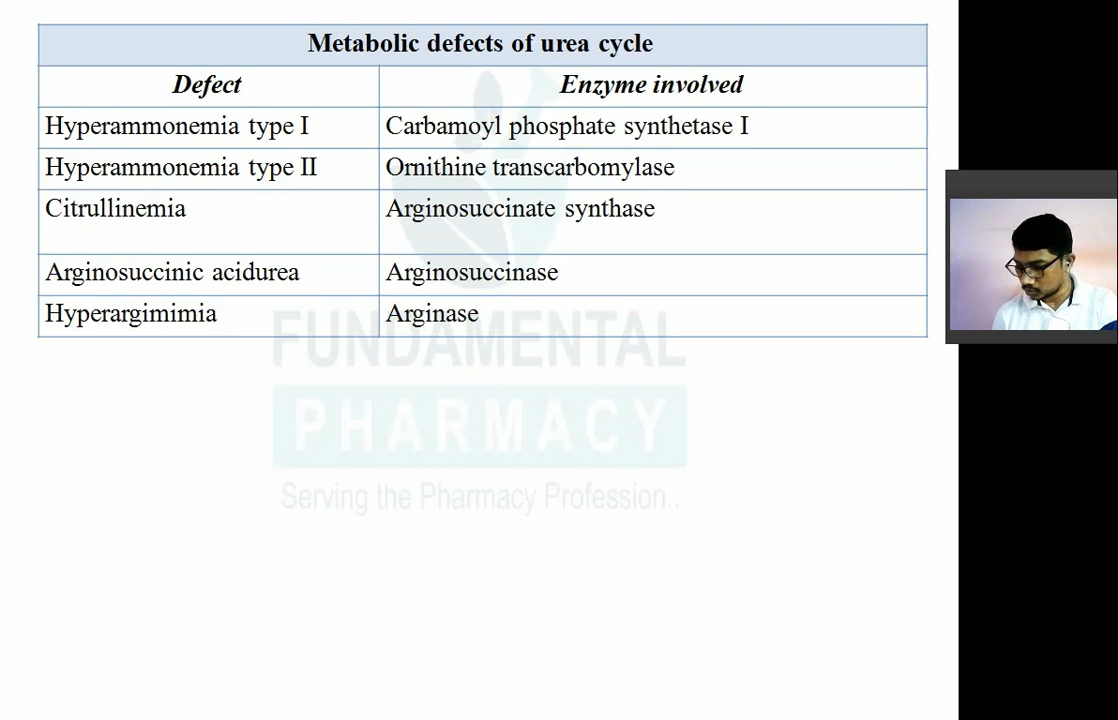 Metabolic defects of urea cycle
Defect Enzyme involved
Hyperammonemia type I Carbamoyl phosphate synthetase I
Hyperammonemia type II Ornithine transcarbomylase
Citrullinemia Arginosuccinate synthase
Arginosuccinic acidurea Arginosuccinase
Hyperargimimia Arginase
FUNDAMENTAL
PHARMACY
Serving the Pharmacy Profession..